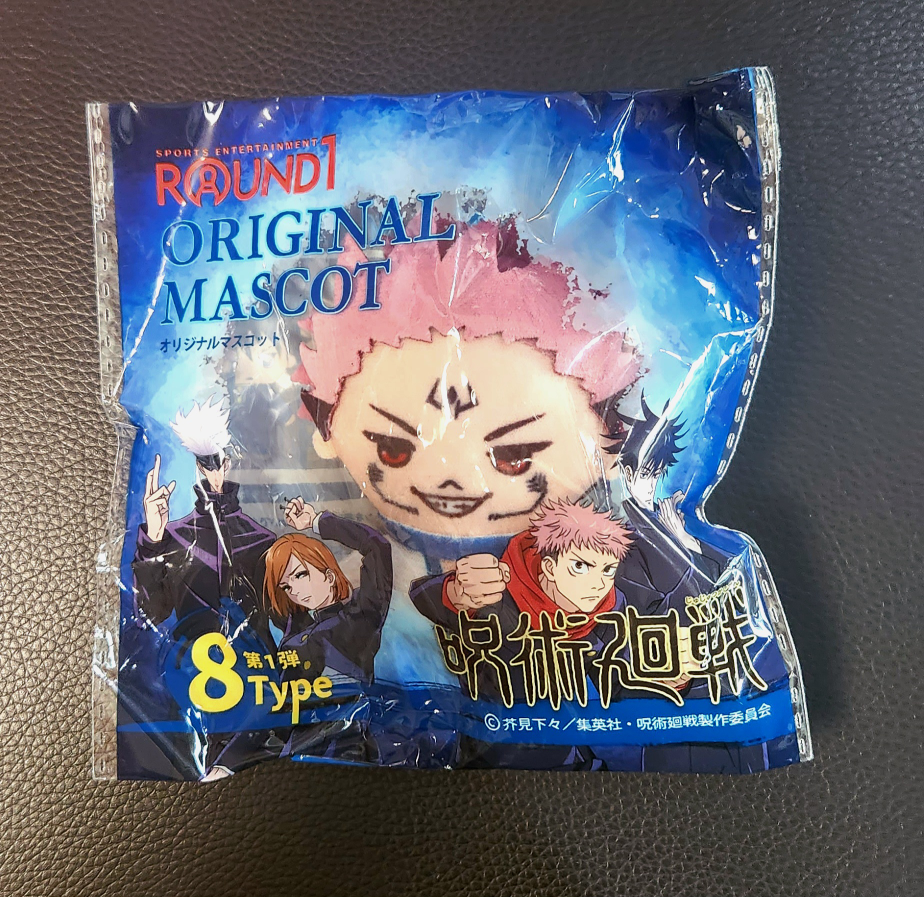 SPORTS ENTERTAINMENT
ROUND1
ORIGINAL
MASCOT
オリジナルマスコット
8 第1弾
Type
じゅじゅつかいせん
呪術廻戦
©芥見下々／集英社・呪術廻戦製作委員会